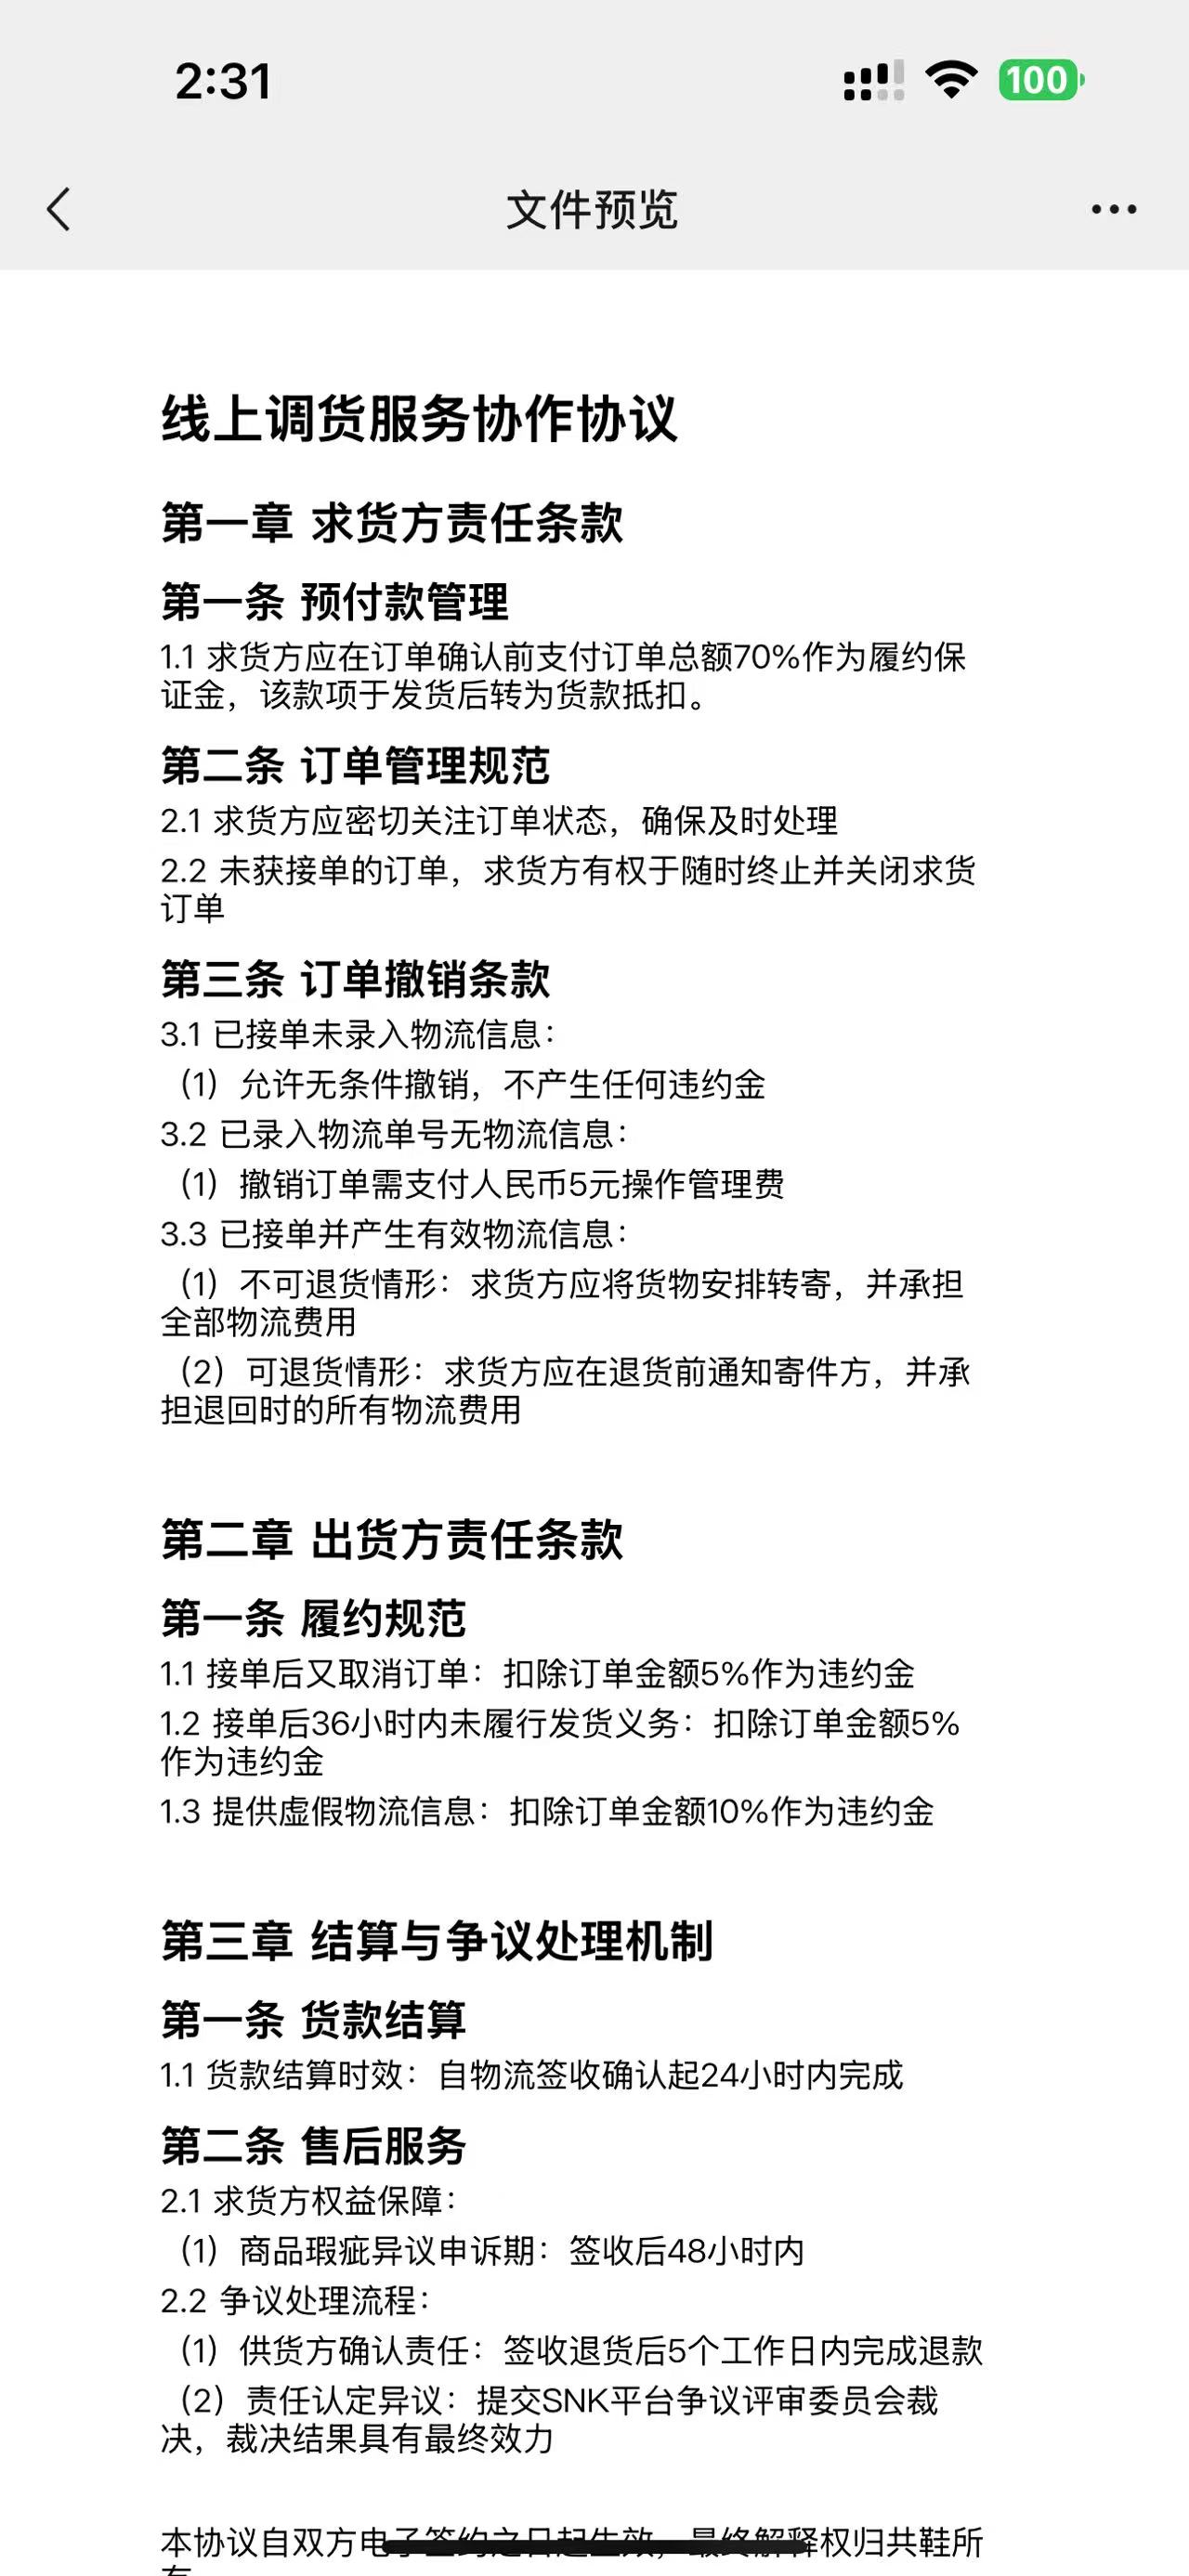 2:31
100
文件预览
线上调货服务协作协议
第一章 求货方责任条款
第一条 预付款管理
1.1 求货方应在订单确认前支付订单总额70%作为履约保
证金，该款项于发货后转为货款抵扣。
第二条 订单管理规范
2.1 求货方应密切关注订单状态，确保及时处理
2.2 未获接单的订单，求货方有权于随时终止并关闭求货
订单
第三条 订单撤销条款
3.1 已接单未录入物流信息：
（1）允许无条件撤销，不产生任何违约金
3.2 已录入物流单号无物流信息：
（1）撤销订单需支付人民币5元操作管理费
3.3 已接单并产生有效物流信息：
（1）不可退货情形：求货方应将货物安排转寄，并承担
全部物流费用
（2）可退货情形：求货方应在退货前通知寄件方，并承
担退回时的所有物流费用
第二章 出货方责任条款
第一条 履约规范
1.1 接单后又取消订单：扣除订单金额5%作为违约金
1.2 接单后36小时内未履行发货义务：扣除订单金额5%
作为违约金
1.3 提供虚假物流信息：扣除订单金额10%作为违约金
第三章 结算与争议处理机制
第一条 货款结算
1.1 货款结算时效：自物流签收确认起24小时内完成
第二条 售后服务
2.1 求货方权益保障：
（1）商品瑕疵异议申诉期：签收后48小时内
2.2 争议处理流程：
（1）供货方确认责任：签收退货后5个工作日内完成退款
（2）责任认定异议：提交SNK平台争议评审委员会裁
决，裁决结果具有最终效力
本协议自双方电子签约之日起生效，最终解释权归共鞋所